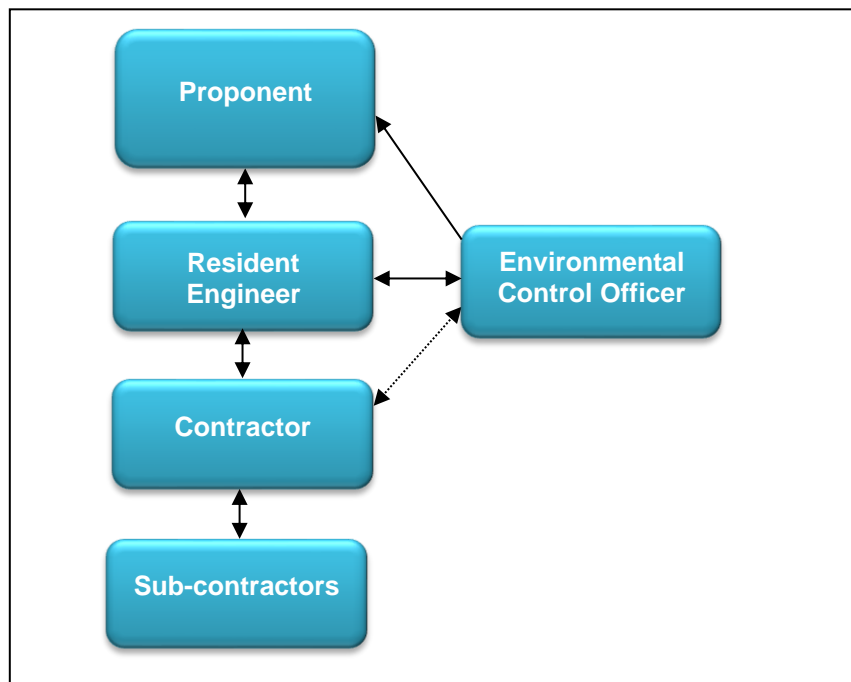 Proponent
Resident
Engineer
Environmental
Control Officer
Contractor
Sub-contractors